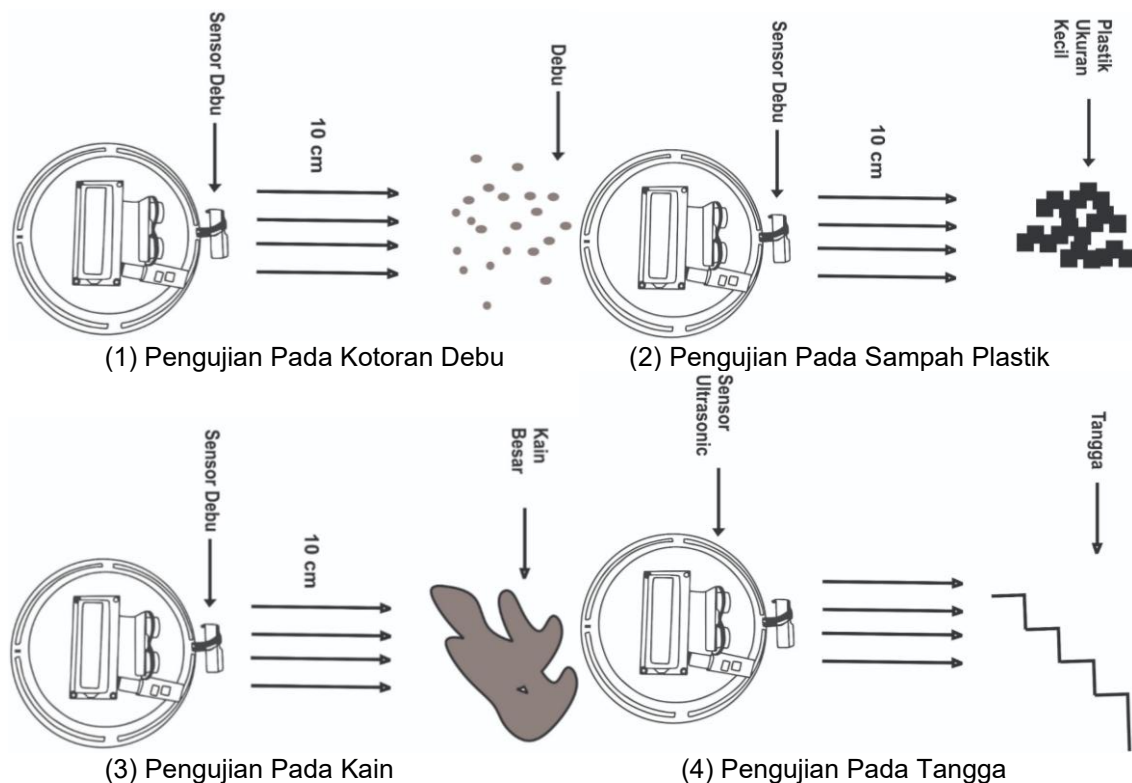 Sensor Debu
10 cm
Debu
Sensor Debu
10 cm
Plastik
Ukuran
Kecil
(1) Pengujian Pada Kotoran Debu
(2) Pengujian Pada Sampah Plastik
Sensor Debu
10 cm
Kain
Besar
Sensor
Ultrasonic
Tangga
(3) Pengujian Pada Kain
(4) Pengujian Pada Tangga